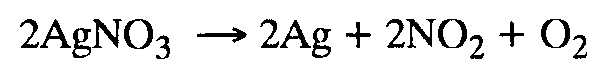 2AgNO₃ → 2Ag + 2NO₂ + O₂